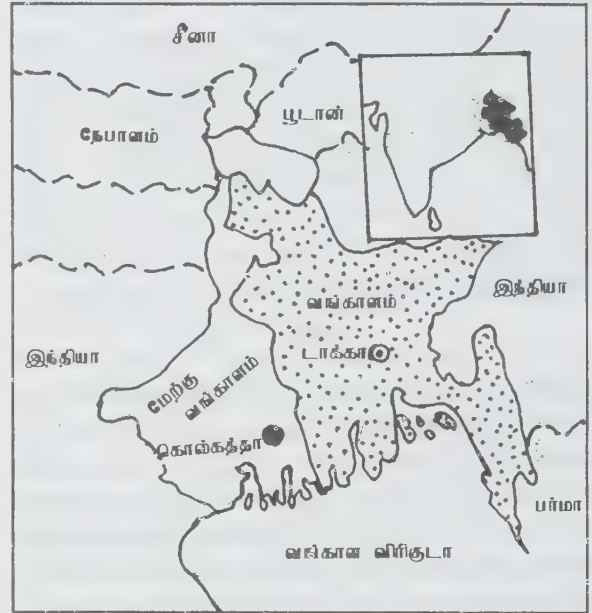 சீனா
பூடான்
நேபாளம்
இந்தியா
வங்காளம்
டாக்கா
இந்தியா
மேற்கு
வங்காளம்
கொல்கத்தா
பர்மா
வங்காள விரிகுடா